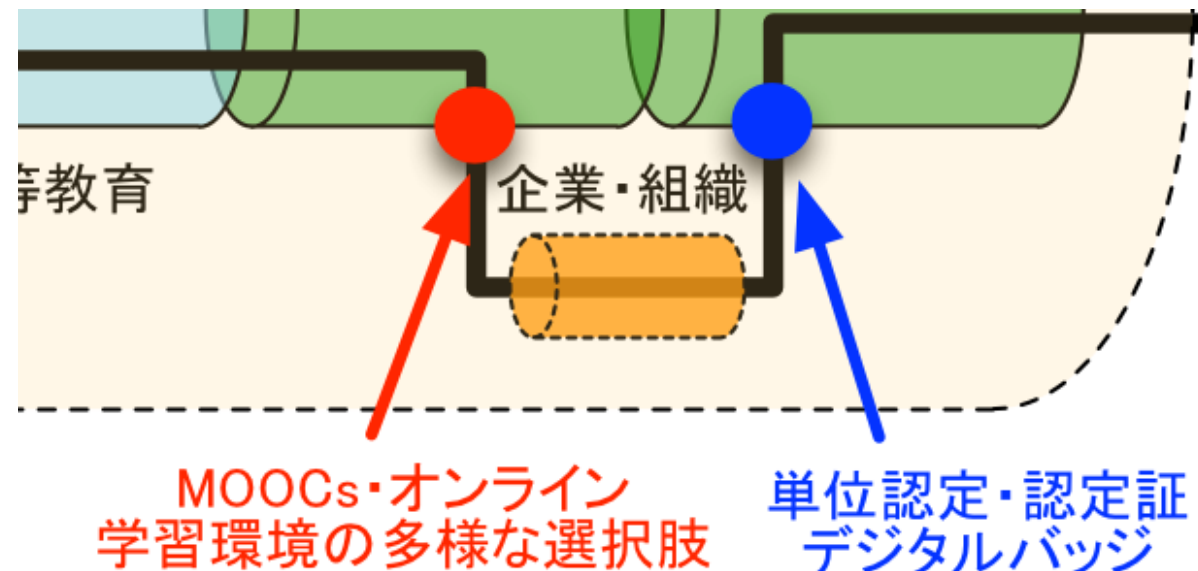 等教育
企業・組織
MOOCs・オンライン
学習環境の多様な選択肢
単位認定・認定証
デジタルバッジ